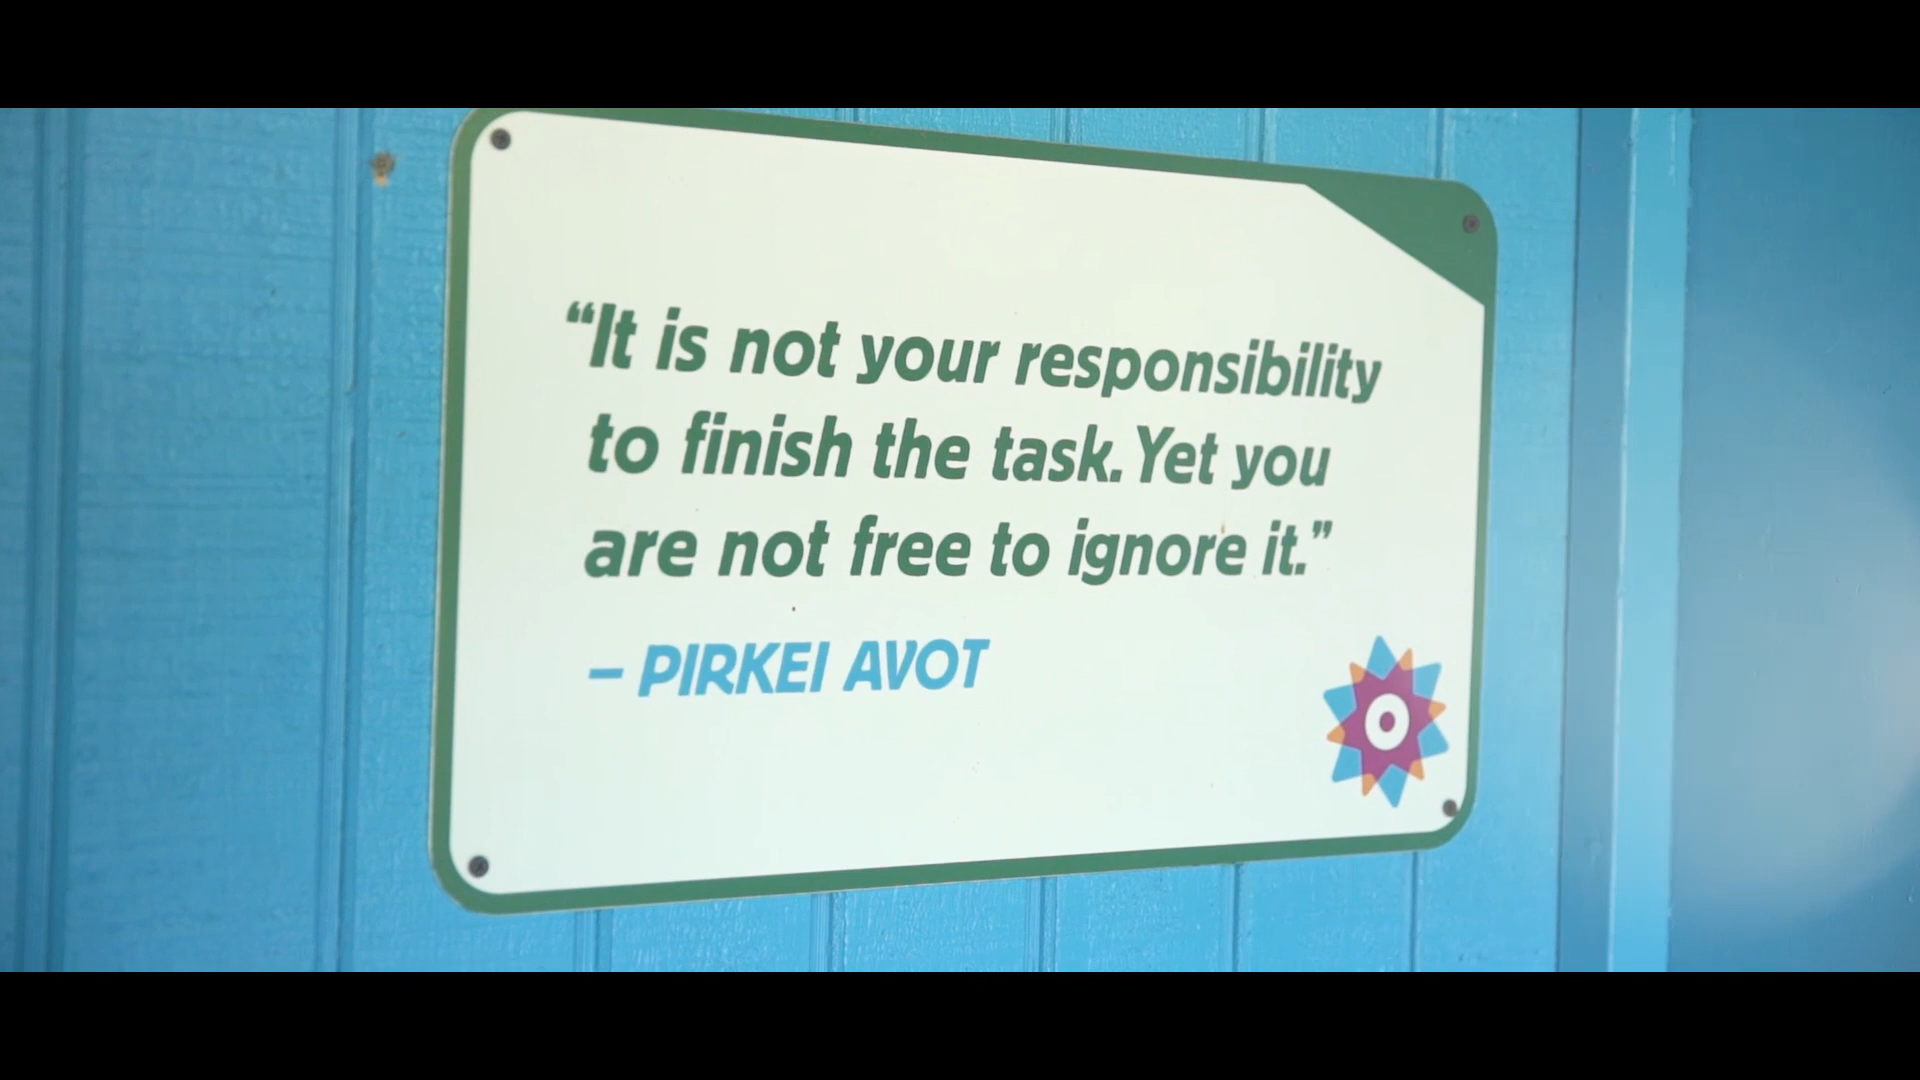 “It is not your responsibility
to finish the task. Yet you
are not free to ignore it.”
– PIRKEI AVOT